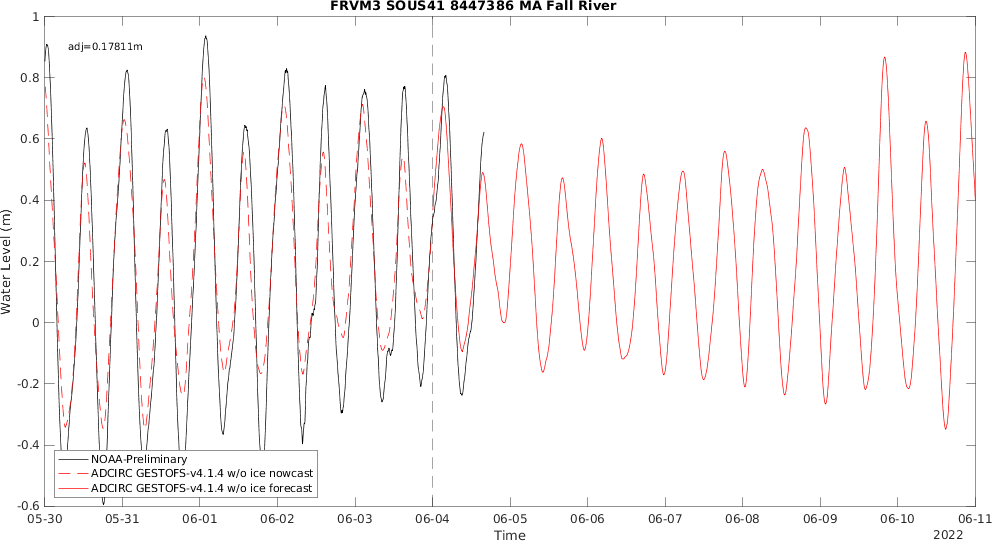 FRVM3 SOUS41 8447386 MA Fall River
adj=0.17811m
Water Level (m)
1
0.8
0.6
0.4
0.2
0
-0.2
-0.4
-0.6
NOAA-Preliminary
ADCIRC GESTOFS-v4.1.4 w/o ice nowcast
ADCIRC GESTOFS-v4.1.4 w/o ice forecast
05-30 05-31 06-01 06-02 06-03 06-04 06-05 06-06 06-07 06-08 06-09 06-10 06-11
Time
2022